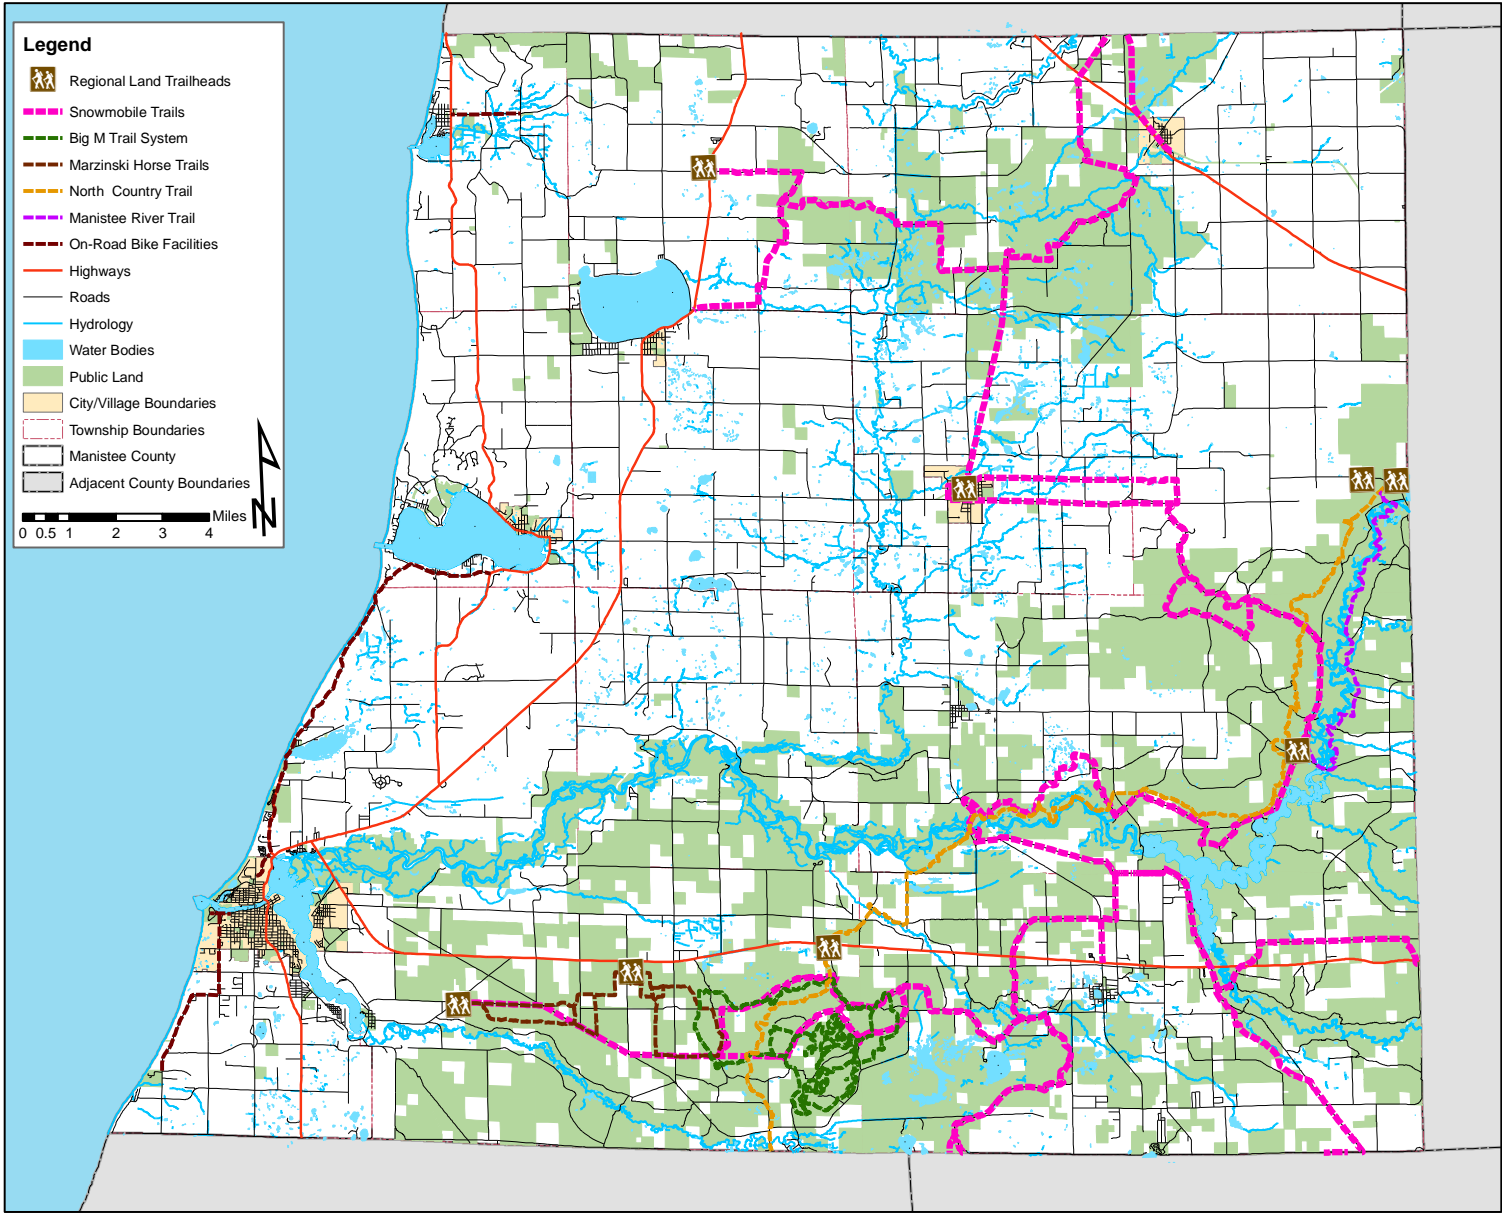 Legend
Regional Land Trailheads
Snowmobile Trails
Big M Trail System
Marzinski Horse Trails
North Country Trail
Manistee River Trail
On-Road Bike Facilities
Highways
Roads
Hydrology
Water Bodies
Public Land
City/Village Boundaries
Township Boundaries
Manistee County
Adjacent County Boundaries
Miles
0 0.5 1 2 3 4
N